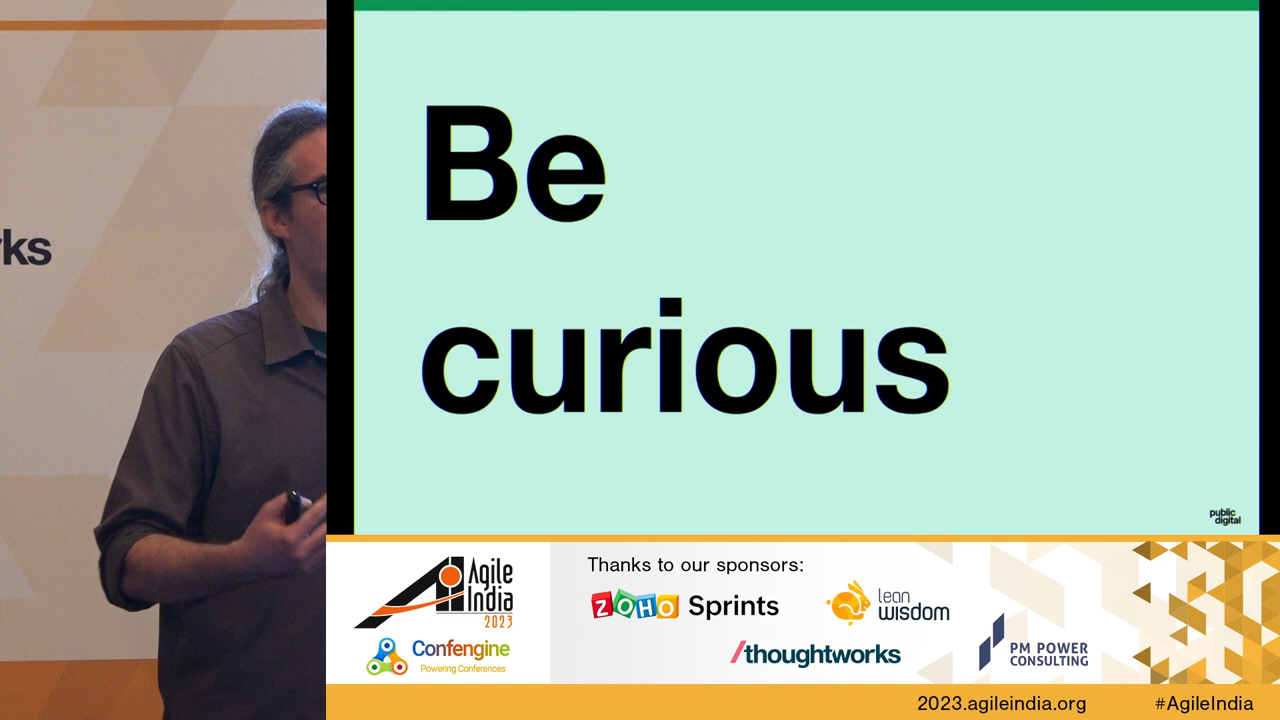 Be
curious
public
digital
ks
Agile
India
2023
Confengine
Powering Conferences
Thanks to our sponsors:
ZOHO Sprints
lean
wisdom
/thoughtworks
PM POWER
CONSULTING
2023.agileindia.org
#AgileIndia